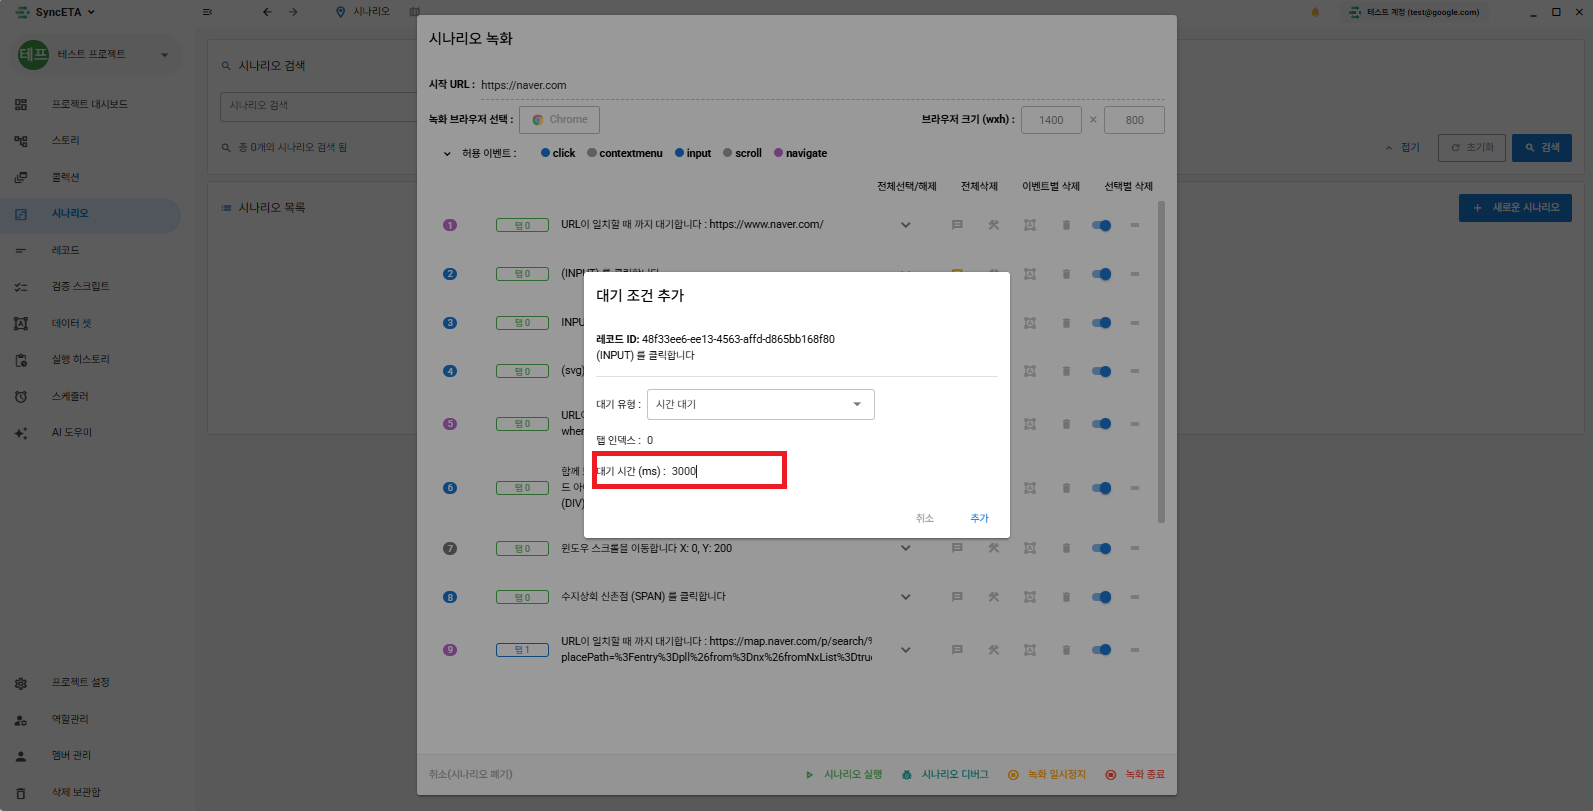 SyncETA
시나리오
테스트 계정 (test@google.com)
테프
테스트 프로젝트
프로젝트 대시보드
스토리
콜렉션
시나리오
레코드
검증 스크립트
데이터 셋
실행 히스토리
스케줄러
AI 도우미
프로젝트 설정
역할관리
멤버 관리
삭제 보관함
시나리오 검색
시나리오 검색
총 0개의 시나리오 검색 됨
접기
초기화
검색
시나리오 목록
새로운 시나리오
시나리오 녹화
시작 URL : https://naver.com
녹화 브라우저 선택 : Chrome
브라우저 크기 (wxh) : 1400 × 800
허용 이벤트 : click contextmenu input scroll navigate
전체선택/해제 전체삭제 이벤트별 삭제 선택별 삭제
1 탭 0 URL이 일치할 때 까지 대기합니다 : https://www.naver.com/
2 탭 0 (INPUT) 를 클릭합니다
3 탭 0 INPU
4 탭 0 (svg)
5 탭 0 URL
wher
6 탭 0 함께
드 아
(DIV)
7 탭 0 윈도우 스크롤을 이동합니다 X: 0, Y: 200
8 탭 0 수지상회 신촌점 (SPAN) 를 클릭합니다
9 탭 1 URL이 일치할 때 까지 대기합니다 : https://map.naver.com/p/search/%
placePath=%3Fentry%3Dpll%26from%3Dnx%26fromNxList%3Dtrue
대기 조건 추가
레코드 ID: 48f33ee6-ee13-4563-affd-d865bb168f80
(INPUT) 를 클릭합니다
대기 유형 : 시간 대기
탭 인덱스 : 0
대기 시간 (ms) : 3000
취소 추가
취소(시나리오 폐기)
시나리오 실행
시나리오 디버그
녹화 일시정지
녹화 종료